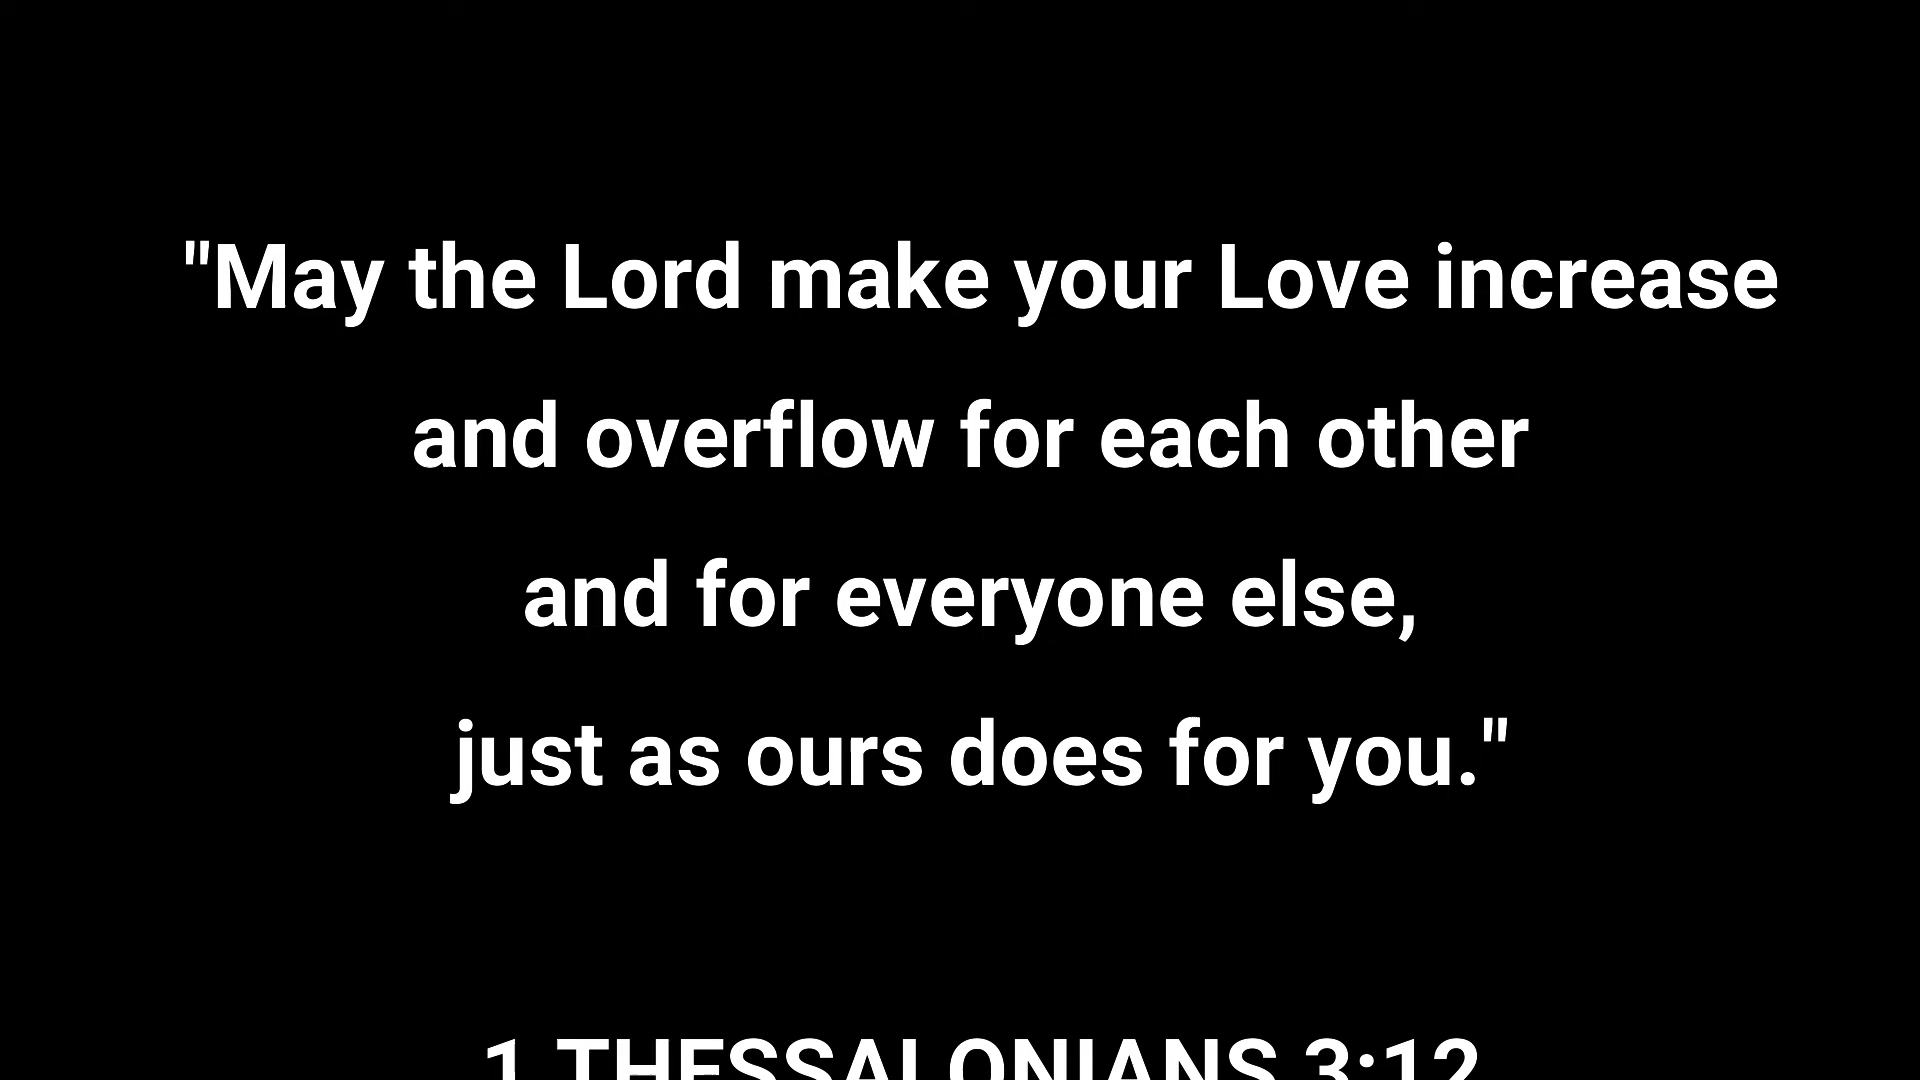 "May the Lord make your Love increase
and overflow for each other
and for everyone else,
just as ours does for you."
1 THESSALONIANS 3:12